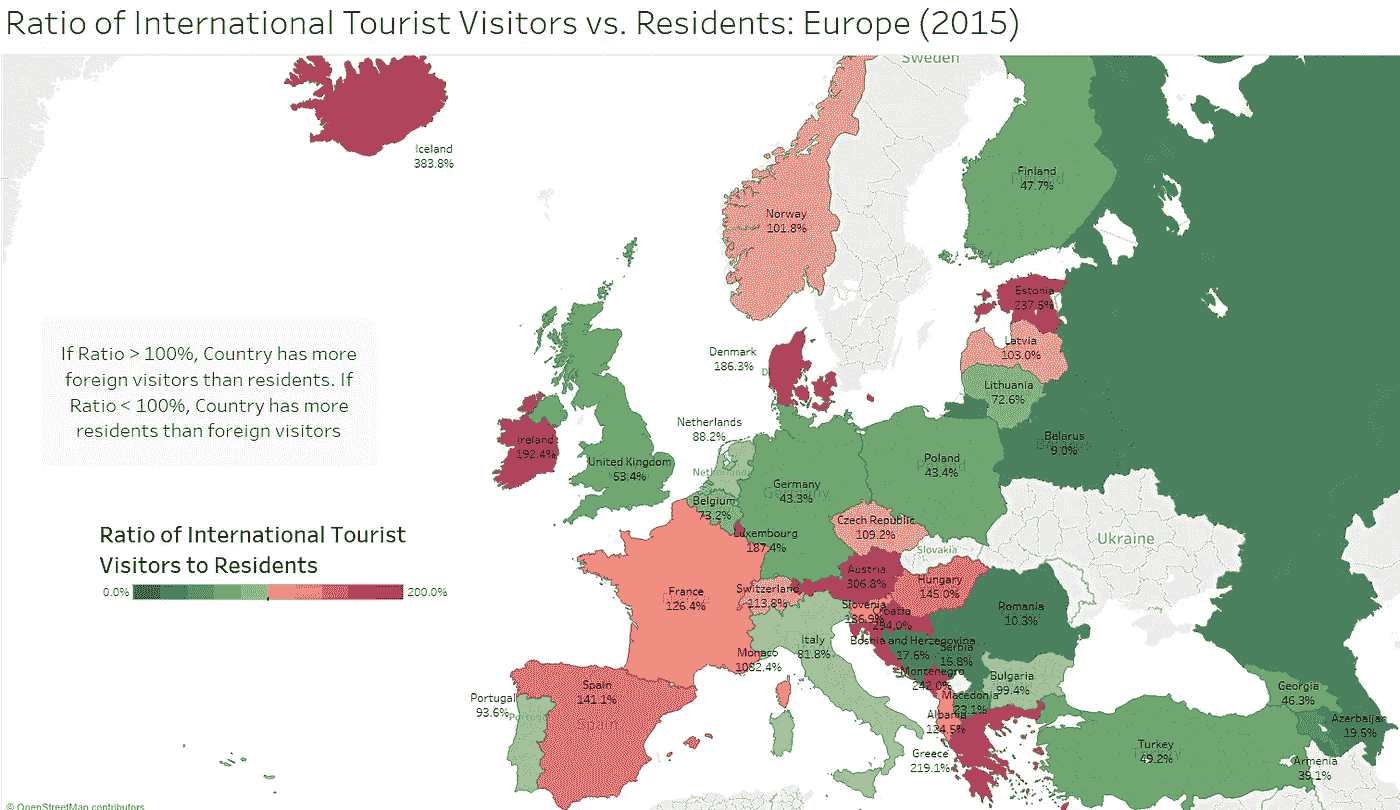 Ratio of International Tourist Visitors vs. Residents: Europe (2015)
Sweden
Iceland
383.8%
Finland
47.7%
Norway
101.8%
Estonia
237.5%
If Ratio > 100%, Country has more
foreign visitors than residents. If
Ratio < 100%, Country has more
residents than foreign visitors
Latvia
103.0%
Denmark
186.3%
Lithuania
72.6%
Netherlands
88.2%
Ireland
192.4%
Belarus
9.0%
United Kingdom
53.4%
Poland
43.4%
Netherlands
Germany
43.3%
Belgium
73.2%
Ratio of International Tourist
Visitors to Residents
0.0%
200.0%
Luxembourg
187.4%
Czech Republic
109.2%
Ukraine
Slovakia
Austria
306.8%
Hungary
145.0%
France
126.4%
Switzerland
113.8%
Slovenia
Croatia
294.0%
Romania
10.3%
Italy
81.8%
Bosnia and Herzegovina
17.6%
Serbia
15.8%
Monaco
1082.4%
Montenegro
242.0%
Bulgaria
99.4%
Spain
141.1%
Spain
Portugal
93.6%
Macedonia
23.1%
Georgia
46.3%
Albania
124.5%
Azerbaijan
19.5%
Greece
219.1%
Turkey
49.2%
Armenia
39.1%
© OpenStreetMap contributors